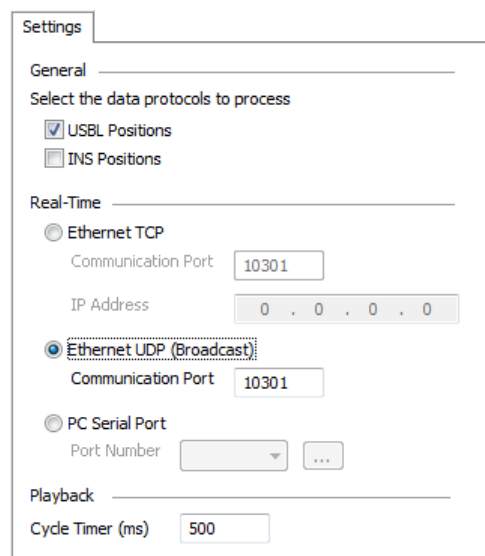 Settings
General
Select the data protocols to process
USBL Positions
INS Positions
Real-Time
Ethernet TCP
Communication Port 10301
IP Address 0 . 0 . 0 . 0
Ethernet UDP (Broadcast)
Communication Port 10301
PC Serial Port
Port Number ...
Playback
Cycle Timer (ms) 500